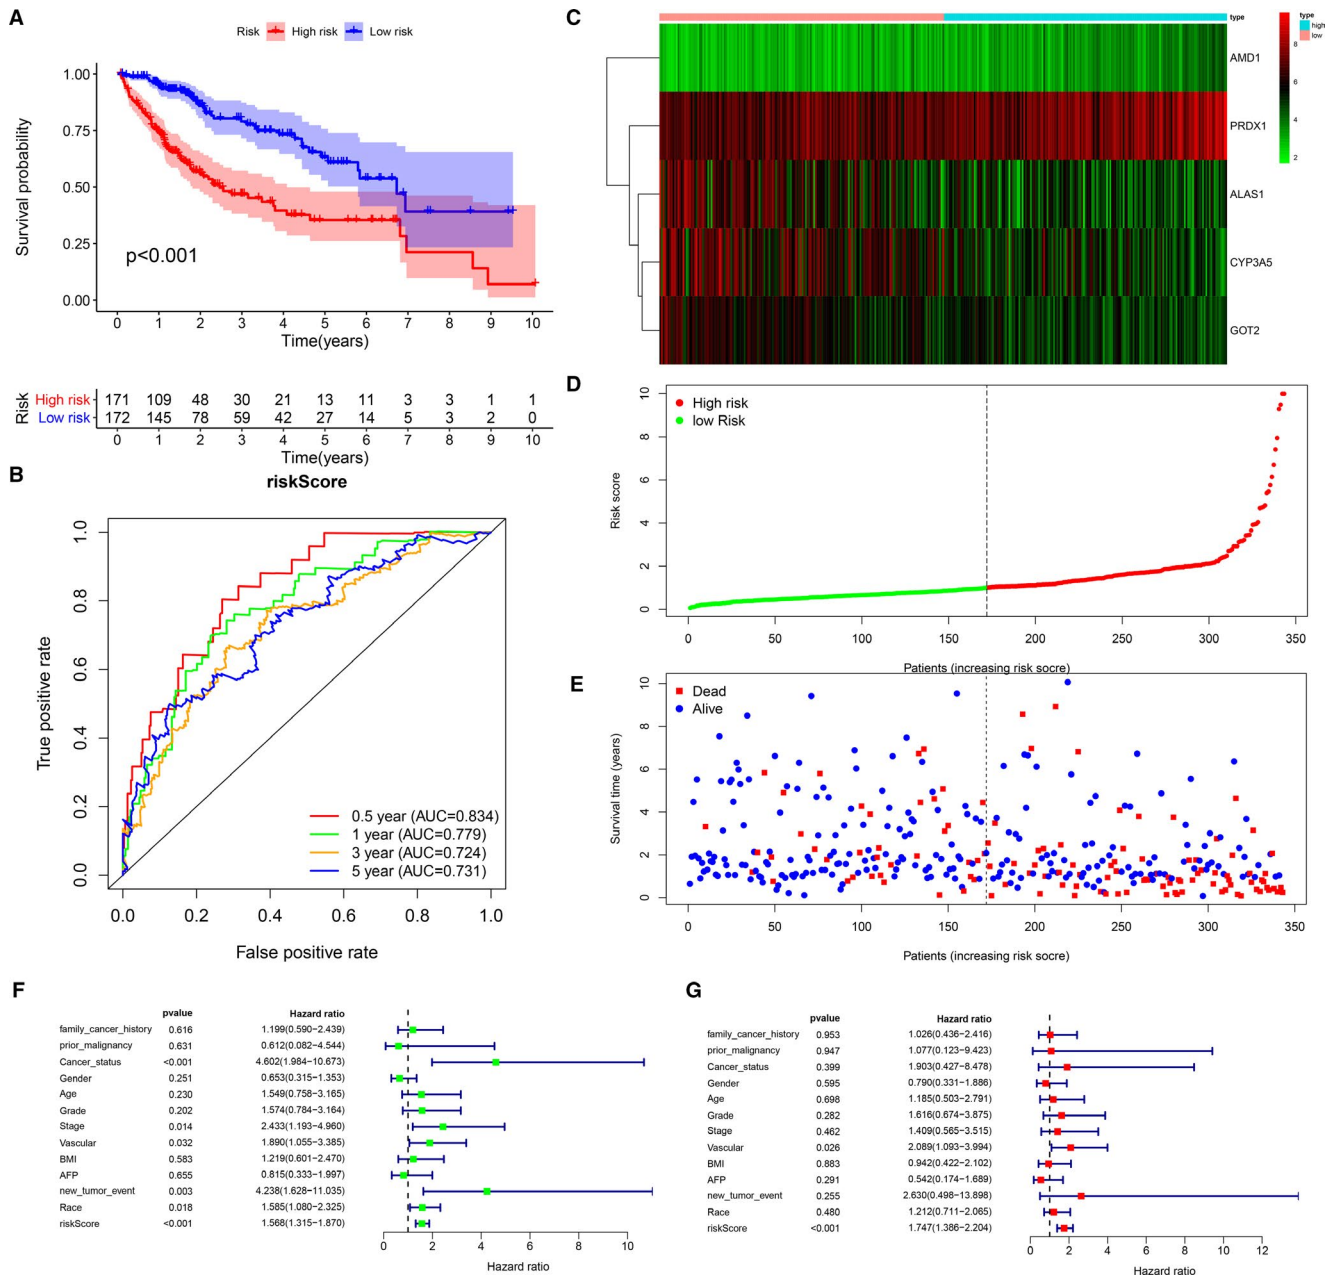 A
Risk High risk Low risk
Survival probability
1.00
0.75
0.50
0.25
0.00
p<0.001
0 1 2 3 4 5 6 7 8 9 10
Time(years)
Risk
High risk 171 109 48 30 21 13 11 3 3 1 1
Low risk 172 145 78 59 42 27 14 5 3 2 0
0 1 2 3 4 5 6 7 8 9 10
Time(years)
B
riskScore
True positive rate
1.0
0.8
0.6
0.4
0.2
0.0
0.5 year (AUC=0.834)
1 year (AUC=0.779)
3 year (AUC=0.724)
5 year (AUC=0.731)
0.0 0.2 0.4 0.6 0.8 1.0
False positive rate
C
type
AMD1
PRDX1
ALAS1
CYP3A5
GOT2
8
6
4
2
type
high
low
D
High risk
low Risk
Risk score
10
8
6
4
2
0
0 50 100 150 200 250 300 350
Patients (increasing risk socre)
E
Dead
Alive
Survival time (years)
10
8
6
4
2
0
0 50 100 150 200 250 300 350
Patients (increasing risk socre)
F
pvalue Hazard ratio
family_cancer_history 0.616 1.199(0.590−2.439)
prior_malignancy 0.631 0.612(0.082−4.544)
Cancer_status <0.001 4.602(1.984−10.673)
Gender 0.251 0.653(0.315−1.353)
Age 0.230 1.549(0.758−3.165)
Grade 0.202 1.574(0.784−3.164)
Stage 0.014 2.433(1.193−4.960)
Vascular 0.032 1.890(1.055−3.385)
BMI 0.583 1.219(0.601−2.470)
AFP 0.655 0.815(0.333−1.997)
new_tumor_event 0.003 4.238(1.628−11.035)
Race 0.018 1.585(1.080−2.325)
riskScore <0.001 1.568(1.315−1.870)
0 2 4 6 8 10
Hazard ratio
G
pvalue Hazard ratio
family_cancer_history 0.953 1.026(0.436−2.416)
prior_malignancy 0.947 1.077(0.123−9.423)
Cancer_status 0.399 1.903(0.427−8.478)
Gender 0.595 0.790(0.331−1.886)
Age 0.698 1.185(0.503−2.791)
Grade 0.282 1.616(0.674−3.875)
Stage 0.462 1.409(0.565−3.515)
Vascular 0.026 2.089(1.093−3.994)
BMI 0.883 0.942(0.422−2.102)
AFP 0.291 0.542(0.174−1.689)
new_tumor_event 0.255 2.630(0.498−13.898)
Race 0.480 1.212(0.711−2.065)
riskScore <0.001 1.747(1.386−2.204)
0 2 4 6 8 10 12
Hazard ratio